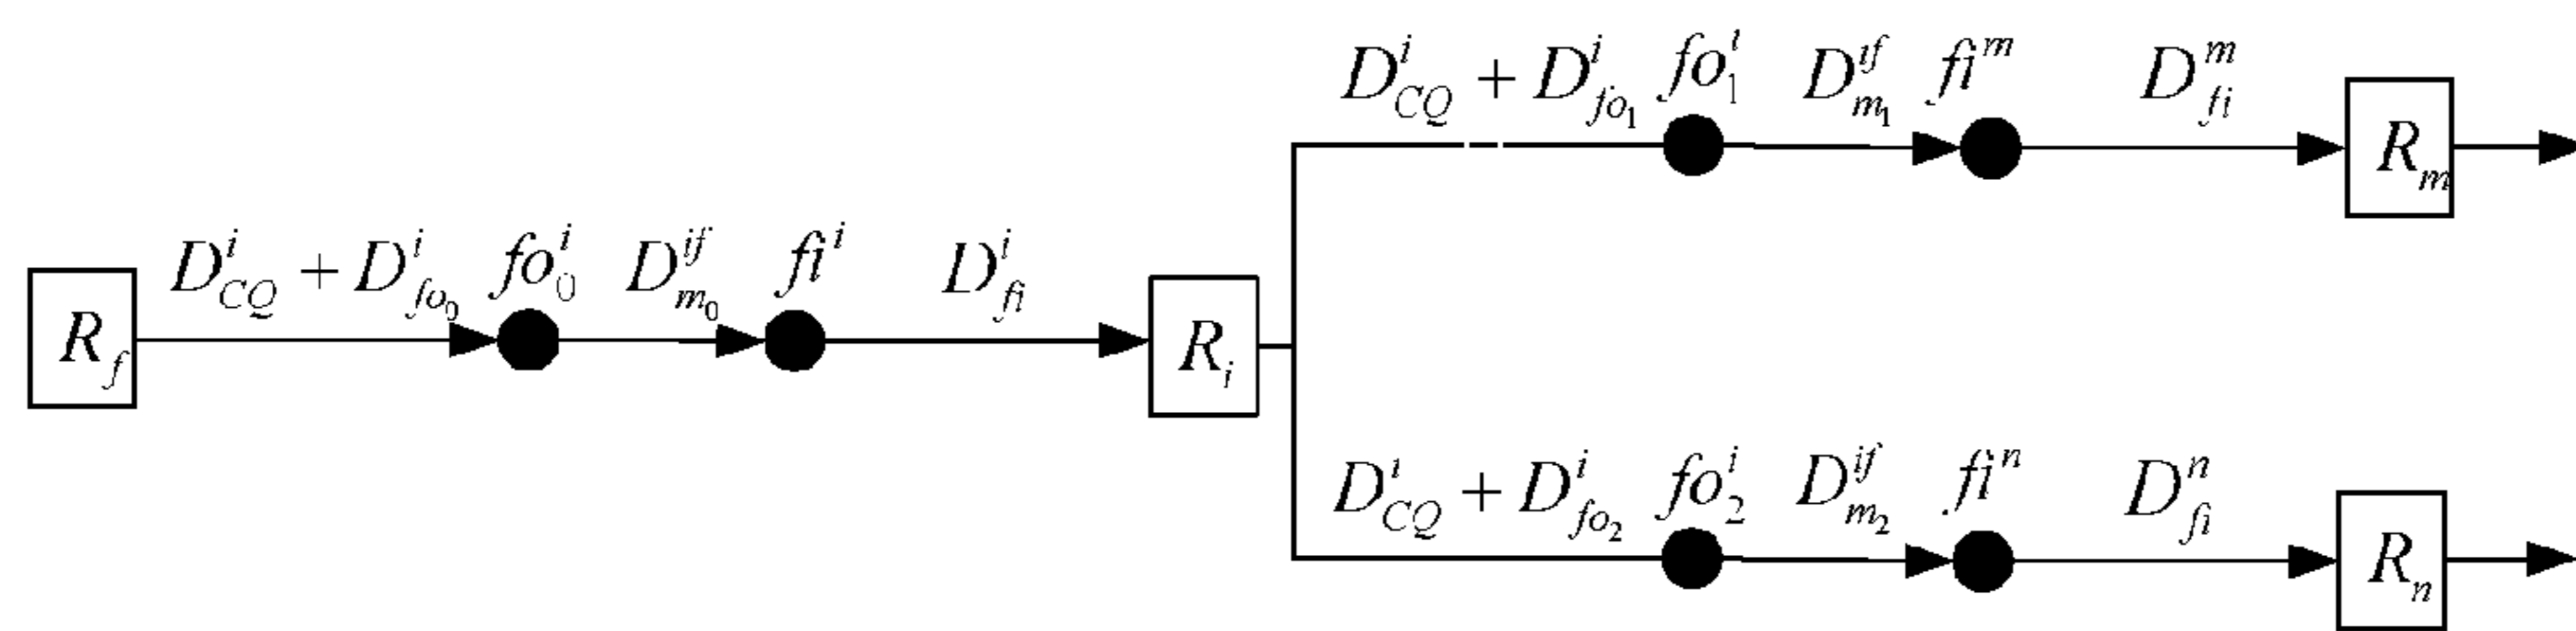 D^i_{CQ} + D^i_{fo_1} fo^i_1 D^{if}_{m_1} fi^m D^m_{fi}
R_m
D^i_{CQ} + D^i_{fo_0} fo^i_0 D^{if}_{m_0} fi^i D^i_{fi}
R_f R_i
D^i_{CQ} + D^i_{fo_2} fo^i_2 D^{if}_{m_2} fi^n D^n_{fi}
R_n